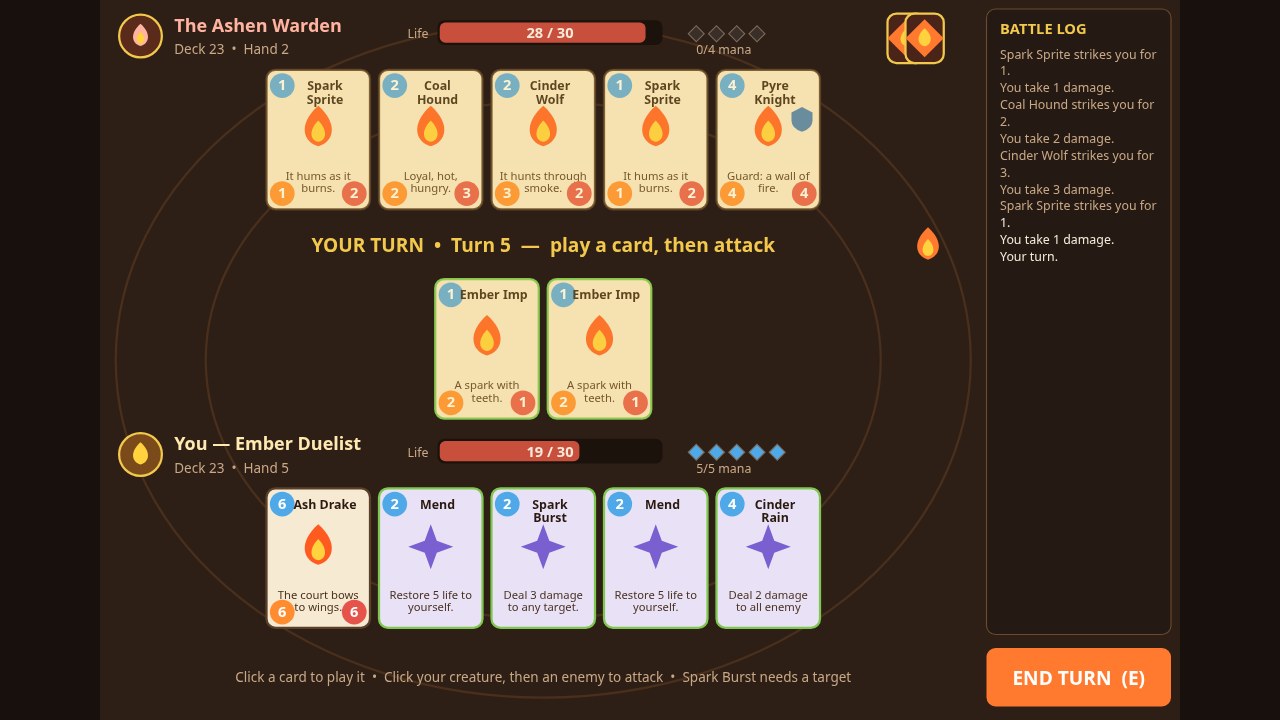 The Ashen Warden
Deck 23 • Hand 2
Life
28 / 30
0/4 mana
1
Spark
Sprite
It hums as it
burns.
1
2
2
Coal
Hound
Loyal, hot,
hungry.
2
3
2
Cinder
Wolf
It hunts through
smoke.
3
2
1
Spark
Sprite
It hums as it
burns.
1
2
4
Pyre
Knight
Guard: a wall of
fire.
4
4
YOUR TURN • Turn 5 — play a card, then attack
1
Ember Imp
A spark with
teeth.
2
1
1
Ember Imp
A spark with
teeth.
2
1
You — Ember Duelist
Deck 23 • Hand 5
Life
19 / 30
5/5 mana
6
Ash Drake
The court bows
to wings.
6
6
2
Mend
Restore 5 life to
yourself.
2
Spark
Burst
Deal 3 damage
to any target.
2
Mend
Restore 5 life to
yourself.
4
Cinder
Rain
Deal 2 damage
to all enemy
Click a card to play it • Click your creature, then an enemy to attack • Spark Burst needs a target
BATTLE LOG
Spark Sprite strikes you for
1.
You take 1 damage.
Coal Hound strikes you for
2.
You take 2 damage.
Cinder Wolf strikes you for
3.
You take 3 damage.
Spark Sprite strikes you for
1.
You take 1 damage.
Your turn.
END TURN (E)